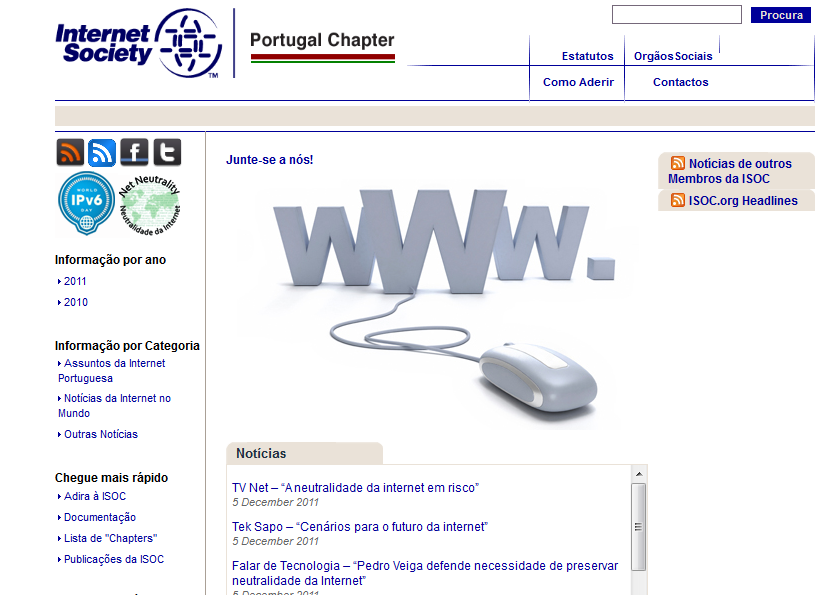 Internet
Society
TM
Portugal Chapter
Procura
Estatutos
OrgãosSociais
Como Aderir
Contactos
WORLD
IPv6
DAY
Net Neutrality
Neutralidade da Internet
Junte-se a nós!
Notícias de outros
Membros da ISOC
ISOC.org Headlines
www.
Informação por ano
2011
2010
Informação por Categoria
Assuntos da Internet
Portuguesa
Notícias da Internet no
Mundo
Outras Notícias
Chegue mais rápido
Adira à ISOC
Documentação
Lista de "Chapters"
Publicações da ISOC
Notícias
TV Net – “A neutralidade da internet em risco”
5 December 2011
Tek Sapo – “Cenários para o futuro da internet”
5 December 2011
Falar de Tecnologia – “Pedro Veiga defende necessidade de preservar
neutralidade da Internet”
5 December 2011